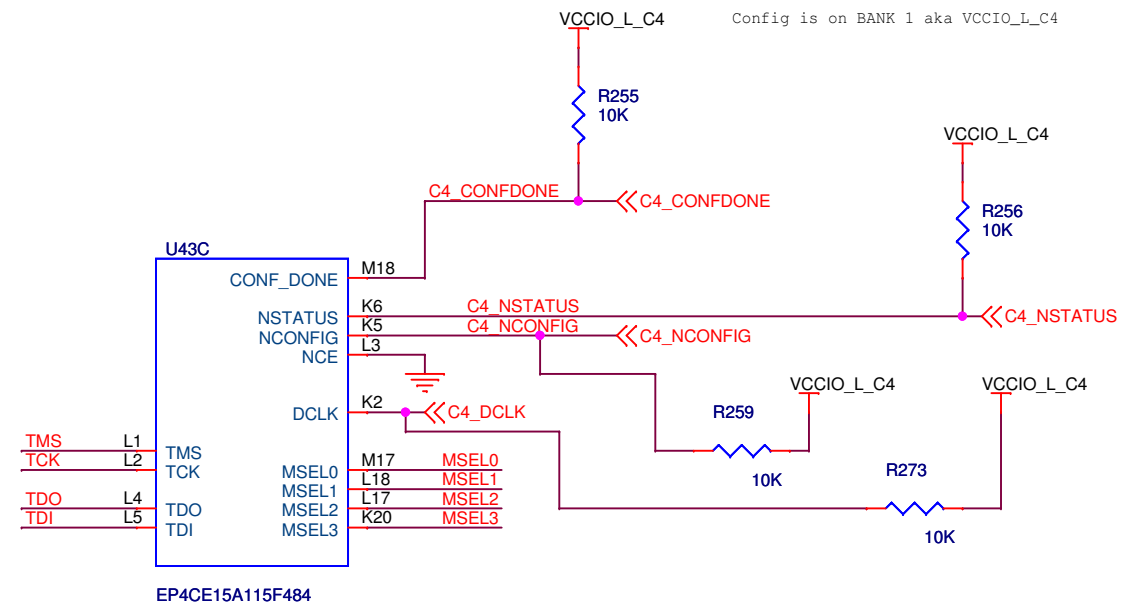 VCCIO_L_C4
Config is on BANK 1 aka VCCIO_L_C4
R255
10K
VCCIO_L_C4
C4_CONFDONE
C4_CONFDONE
R256
10K
U43C
M18
CONF_DONE
K6
C4_NSTATUS
C4_NSTATUS
NSTATUS
K5
C4_NCONFIG
C4_NCONFIG
NCONFIG
L3
NCE
VCCIO_L_C4
VCCIO_L_C4
K2
DCLK
C4_DCLK
R259
TMS
L1
TMS
TCK
L2
TCK
M17
MSEL0
MSEL0
10K
R273
L18
MSEL1
MSEL1
TDO
L4
TDO
L17
MSEL2
MSEL2
TDI
L5
TDI
K20
MSEL3
MSEL3
10K
EP4CE15A115F484